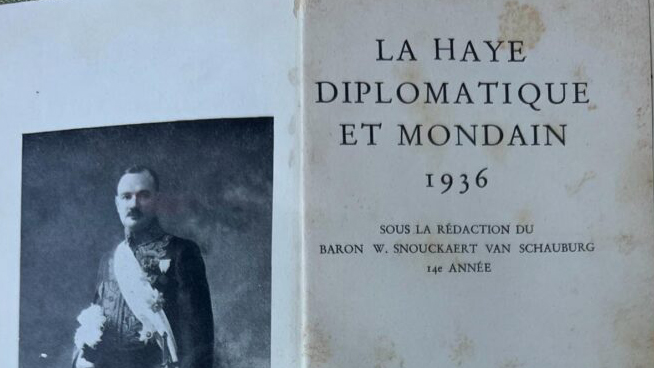 LA HAYE
DIPLOMATIQUE
ET MONDAIN
1936
SOUS LA RÉDACTION DU
BARON W. SNOUCKAERT VAN SCHAUBURG
14e ANNÉE